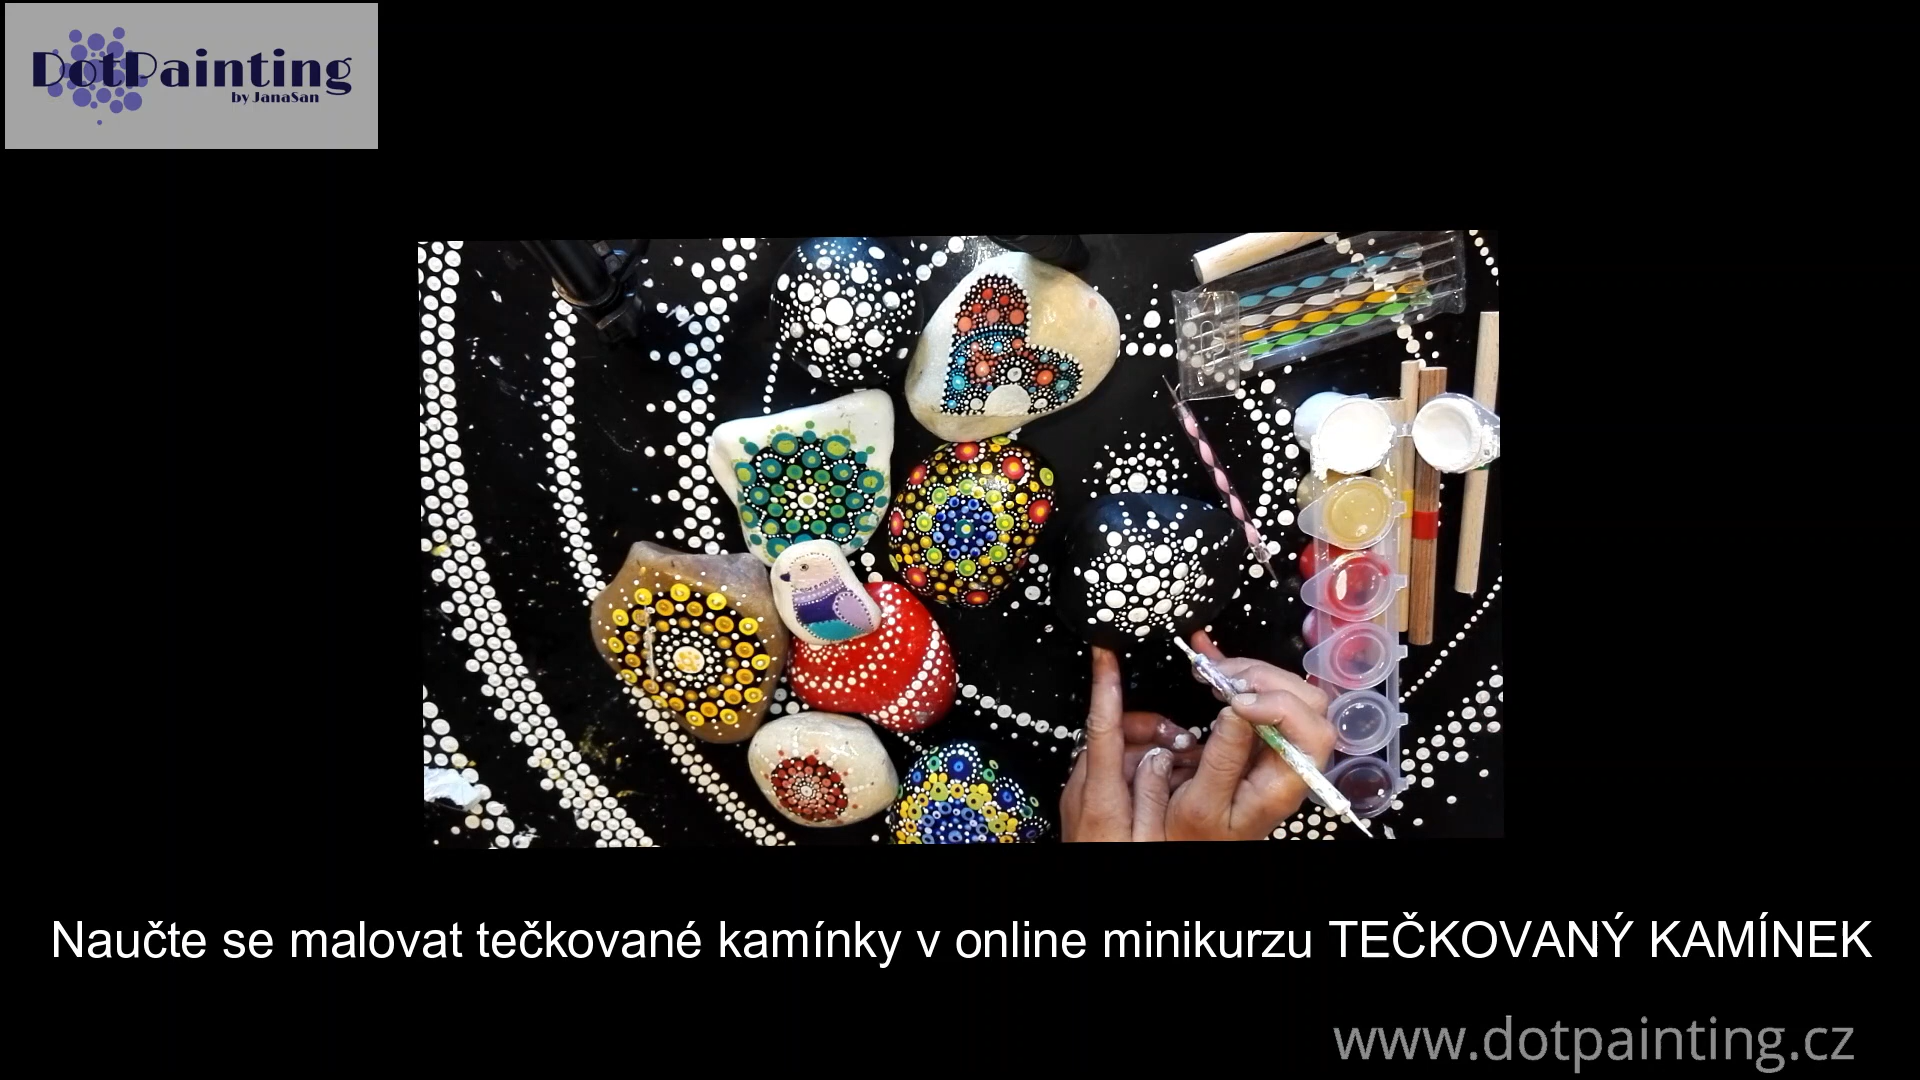 DotPainting
by JanaSan
Naučte se malovat tečkované kamínky v online minikurzu TEČKOVANÝ KAMÍNEK
www.dotpainting.cz